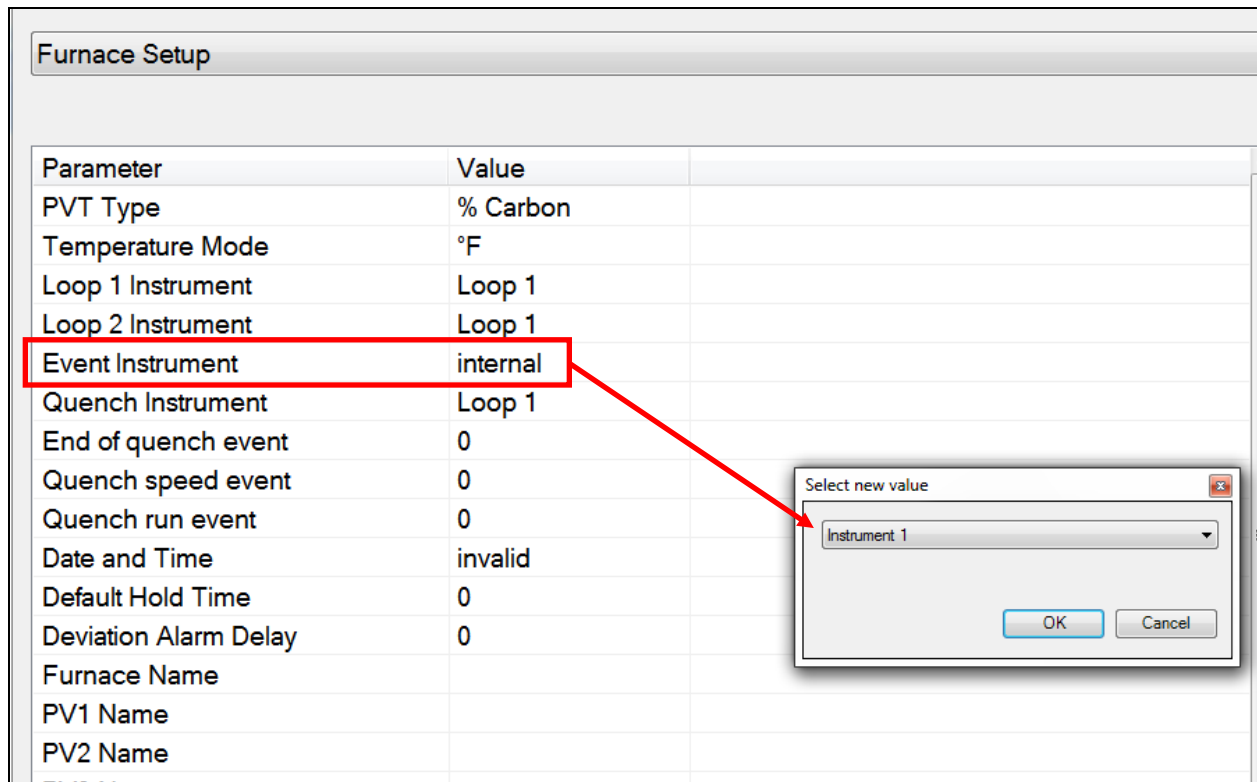 Furnace Setup
Parameter Value
PVT Type % Carbon
Temperature Mode °F
Loop 1 Instrument Loop 1
Loop 2 Instrument Loop 1
Event Instrument internal
Quench Instrument Loop 1
End of quench event 0
Quench speed event 0
Quench run event 0
Date and Time invalid
Default Hold Time 0
Deviation Alarm Delay 0
Furnace Name
PV1 Name
PV2 Name
Select new value
Instrument 1
OK Cancel